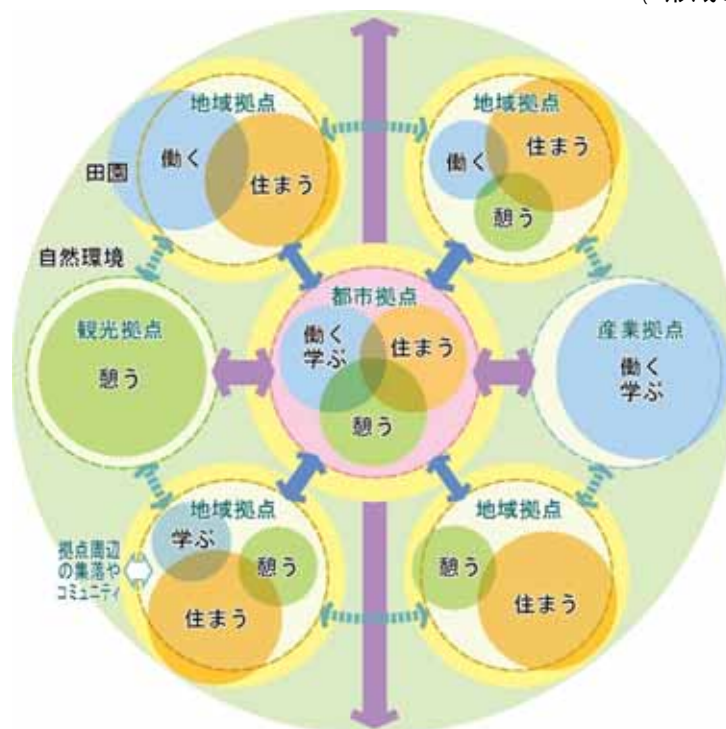 地域拠点
働く
住まう
田園
地域拠点
働く
住まう
憩う
自然環境
都市拠点
働く
学ぶ
住まう
憩う
観光拠点
憩う
産業拠点
働く
学ぶ
地域拠点
学ぶ
憩う
住まう
拠点周辺
の集落や
コミュニティ
地域拠点
憩う
住まう